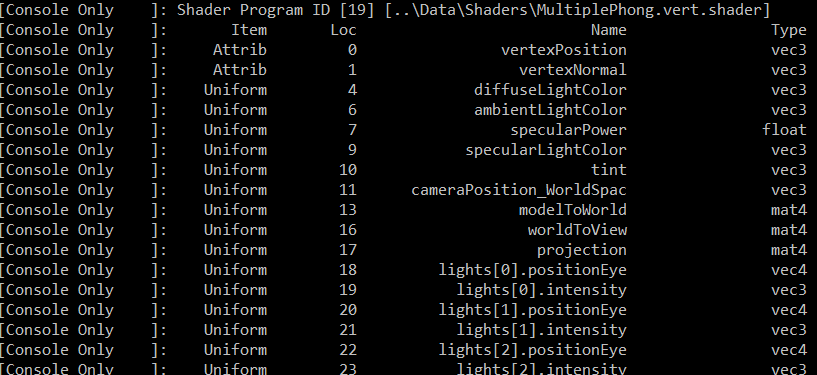 [Console Only    ]: Shader Program ID [19] [..\Data\Shaders\MultiplePhong.vert.shader]
[Console Only    ]: Item Loc Name Type
[Console Only    ]: Attrib 0 vertexPosition vec3
[Console Only    ]: Attrib 1 vertexNormal vec3
[Console Only    ]: Uniform 4 diffuseLightColor vec3
[Console Only    ]: Uniform 6 ambientLightColor vec3
[Console Only    ]: Uniform 7 specularPower float
[Console Only    ]: Uniform 9 specularLightColor vec3
[Console Only    ]: Uniform 10 tint vec3
[Console Only    ]: Uniform 11 cameraPosition_WorldSpac vec3
[Console Only    ]: Uniform 13 modelToWorld mat4
[Console Only    ]: Uniform 16 worldToView mat4
[Console Only    ]: Uniform 17 projection mat4
[Console Only    ]: Uniform 18 lights[0].positionEye vec4
[Console Only    ]: Uniform 19 lights[0].intensity vec3
[Console Only    ]: Uniform 20 lights[1].positionEye vec4
[Console Only    ]: Uniform 21 lights[1].intensity vec3
[Console Only    ]: Uniform 22 lights[2].positionEye vec4
[Console Only    ]: Uniform 23 lights[2].intensity vec3